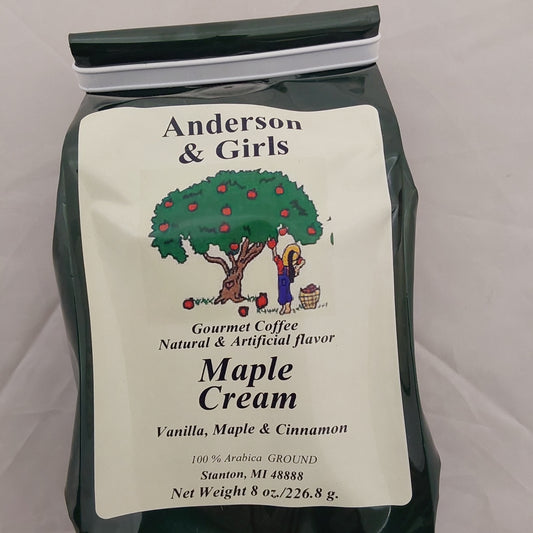 Anderson
& Girls
Gourmet Coffee
Natural & Artificial flavor
Maple
Cream
Vanilla, Maple & Cinnamon
100 % Arabica GROUND
Stanton, MI 48888
Net Weight 8 oz./226.8 g.